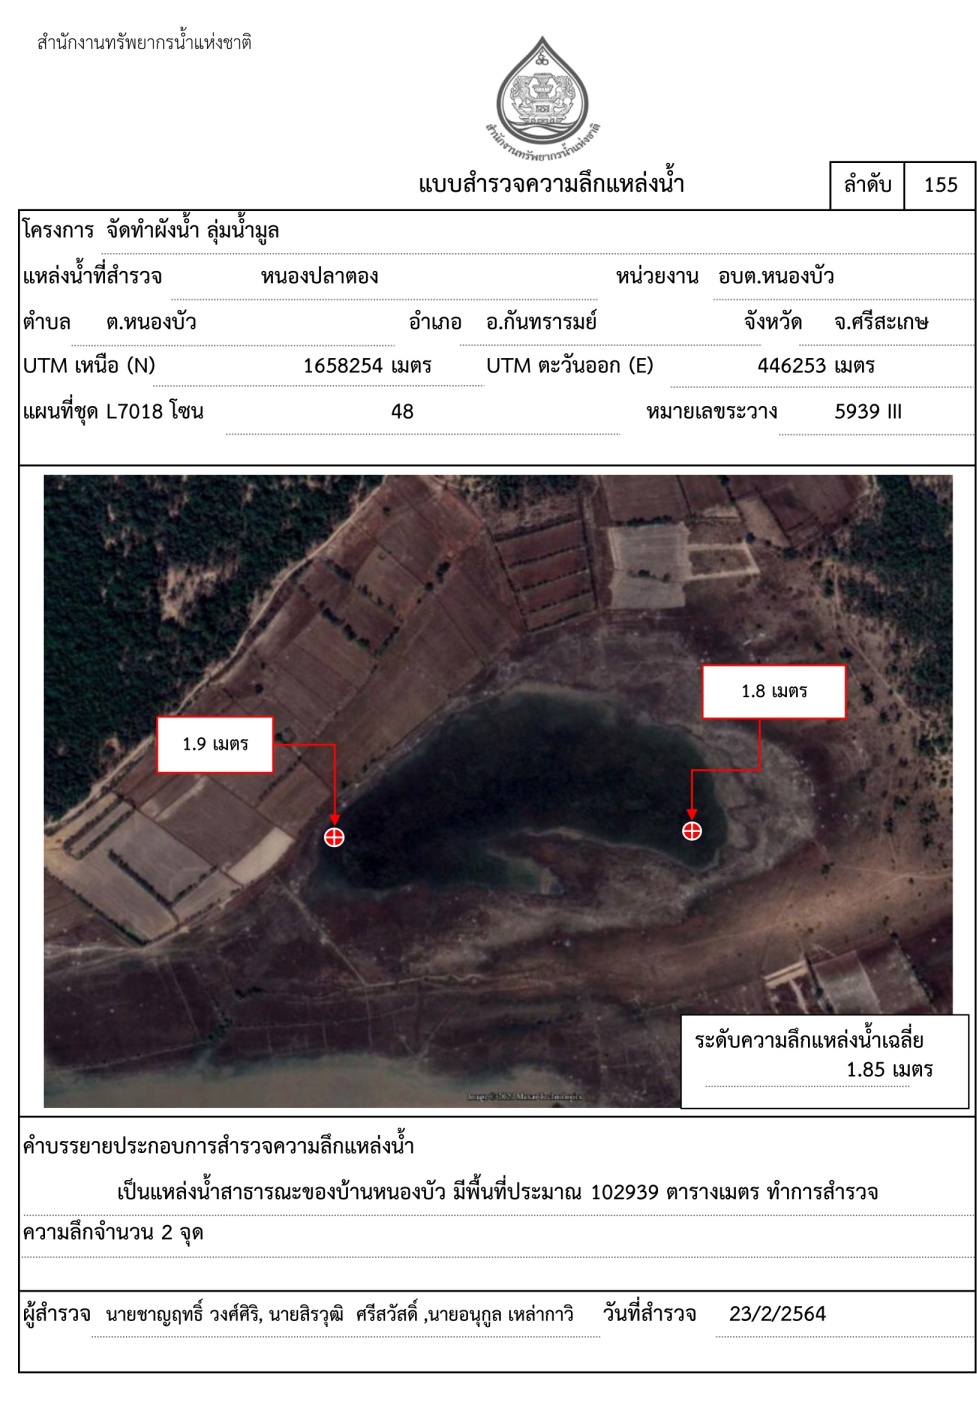 สำนักงานทรัพยากรน้ำแห่งชาติ
สำนักงานทรัพยากรน้ำแห่งชาติ
แบบสำรวจความลึกแหล่งน้ำ
ลำดับ 155
โครงการ จัดทำผังน้ำ ลุ่มน้ำมูล
แหล่งน้ำที่สำรวจ หนองปลาตอง หน่วยงาน อบต.หนองบัว
ตำบล ต.หนองบัว อำเภอ อ.กันทรารมย์ จังหวัด จ.ศรีสะเกษ
UTM เหนือ (N) 1658254 เมตร UTM ตะวันออก (E) 446253 เมตร
แผนที่ชุด L7018 โซน 48 หมายเลขระวาง 5939 III
1.8 เมตร
1.9 เมตร
ระดับความลึกแหล่งน้ำเฉลี่ย
1.85 เมตร
คำบรรยายประกอบการสำรวจความลึกแหล่งน้ำ
เป็นแหล่งน้ำสาธารณะของบ้านหนองบัว มีพื้นที่ประมาณ 102939 ตารางเมตร ทำการสำรวจ
ความลึกจำนวน 2 จุด
ผู้สำรวจ นายชาญฤทธิ์ วงศ์ศิริ, นายสิรวุฒิ ศรีสวัสดิ์ ,นายอนุกูล เหล่ากาวิ วันที่สำรวจ 23/2/2564